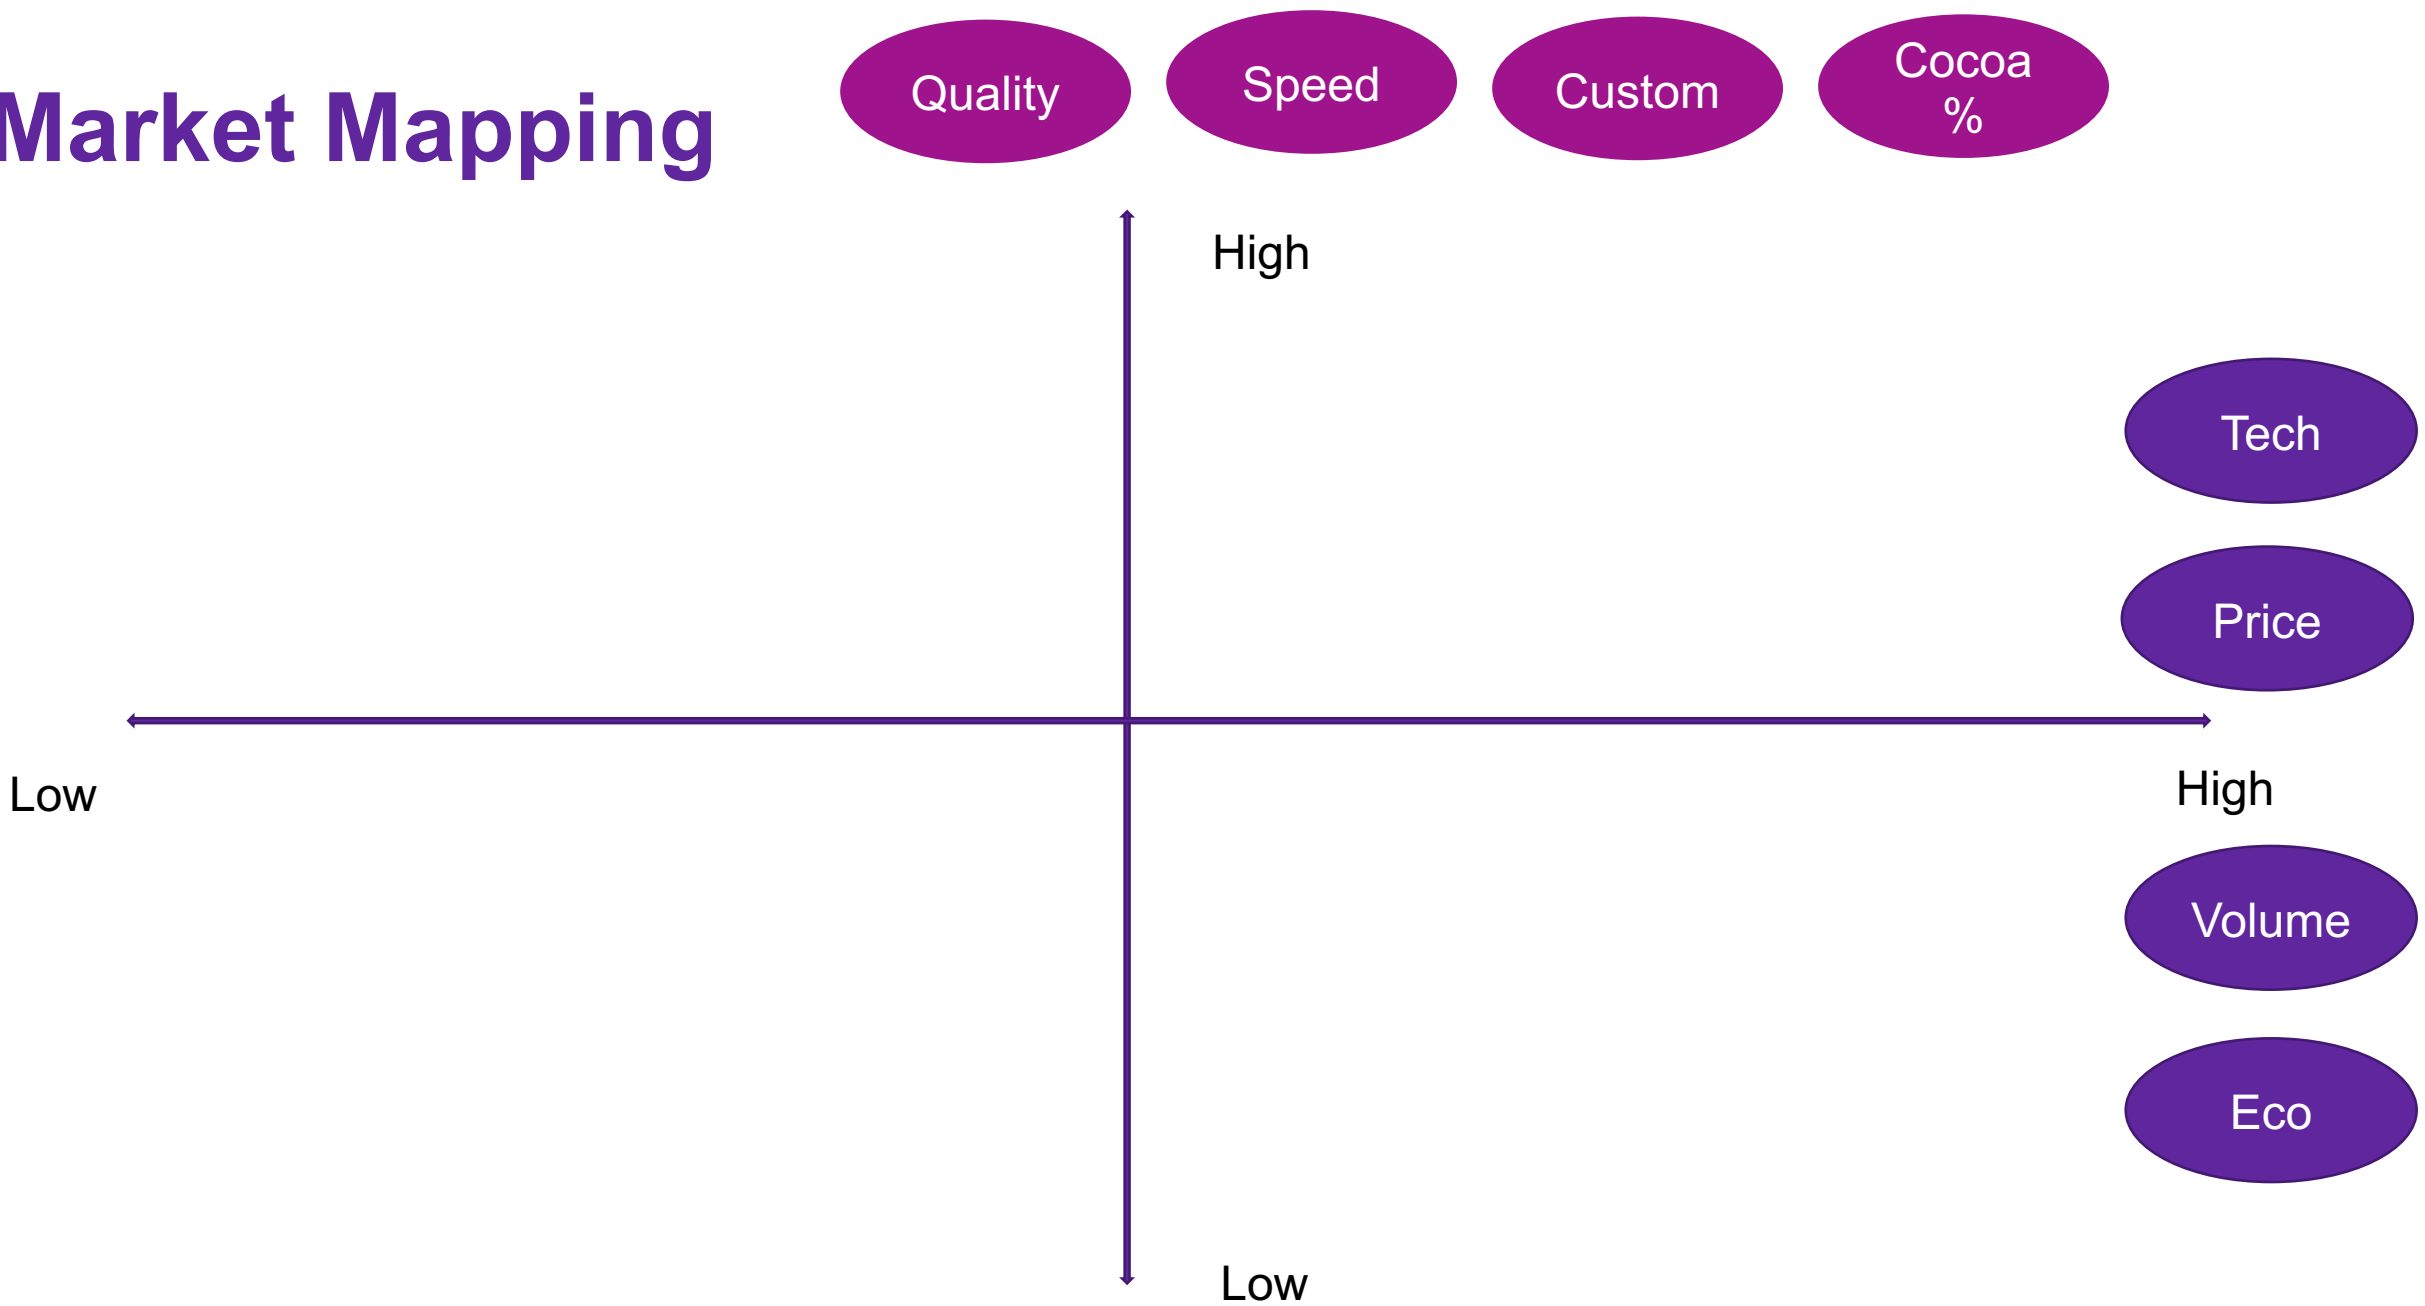 Market Mapping
Quality
Speed
Custom
Cocoa
%
High
Tech
Price
Low
High
Volume
Eco
Low